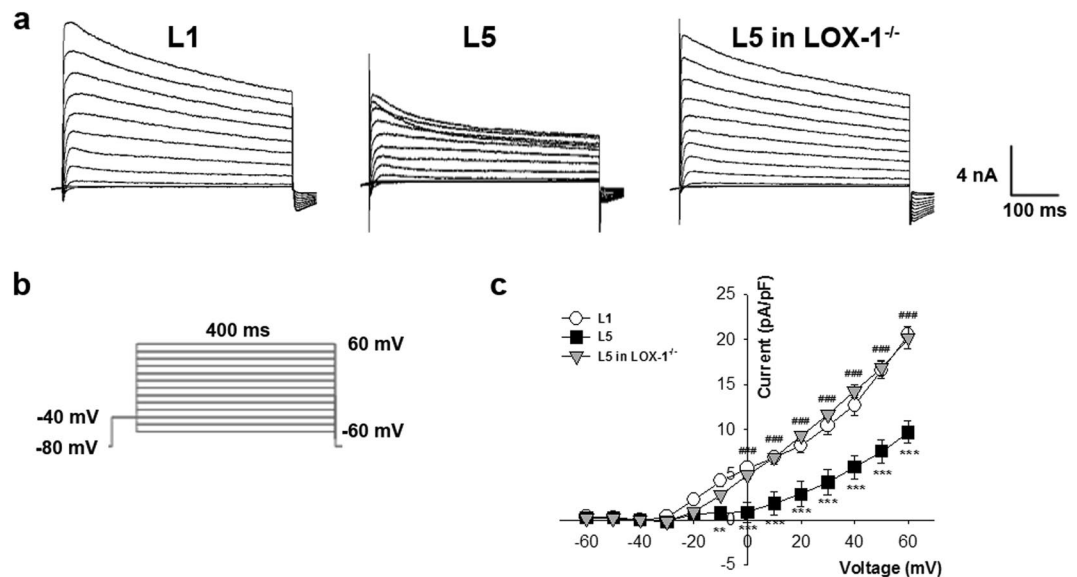 a
L1
L5
L5 in LOX-1-/-
4 nA
100 ms
b
400 ms
60 mV
-40 mV
-60 mV
-80 mV
c
L1
L5
L5 in LOX-1-/-
Current (pA/pF)
25
20
15
10
5
0
-5
###
###
###
###
###
###
###
**
***
***
***
***
***
***
***
-60
-40
-20
0
20
40
60
Voltage (mV)